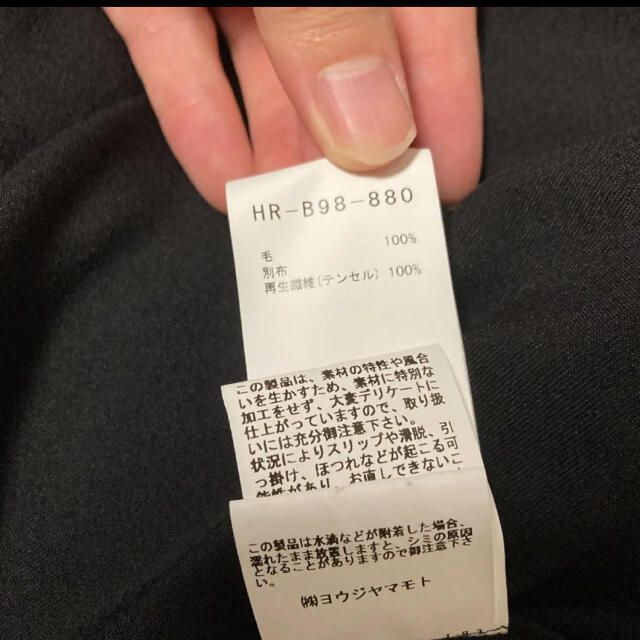 HR-B98-880
毛 100%
別布
再生繊維(テンセル) 100%
この製品は、素材の特性や風合
いを生かすため、素材に特別な
加工をせず、大変デリケートに
仕上がっていますので、取り扱
いには充分御注意下さい。
状況によりスリップや滑脱、引
っ掛け、ほつれなどが起こる可
能性があり、お直しできないこ
この製品は水滴などが附着した場合、
濡れたまま放置しますと、シミの原因
となることがありますので御注意下さ
い。
㈱ヨウジヤマモト